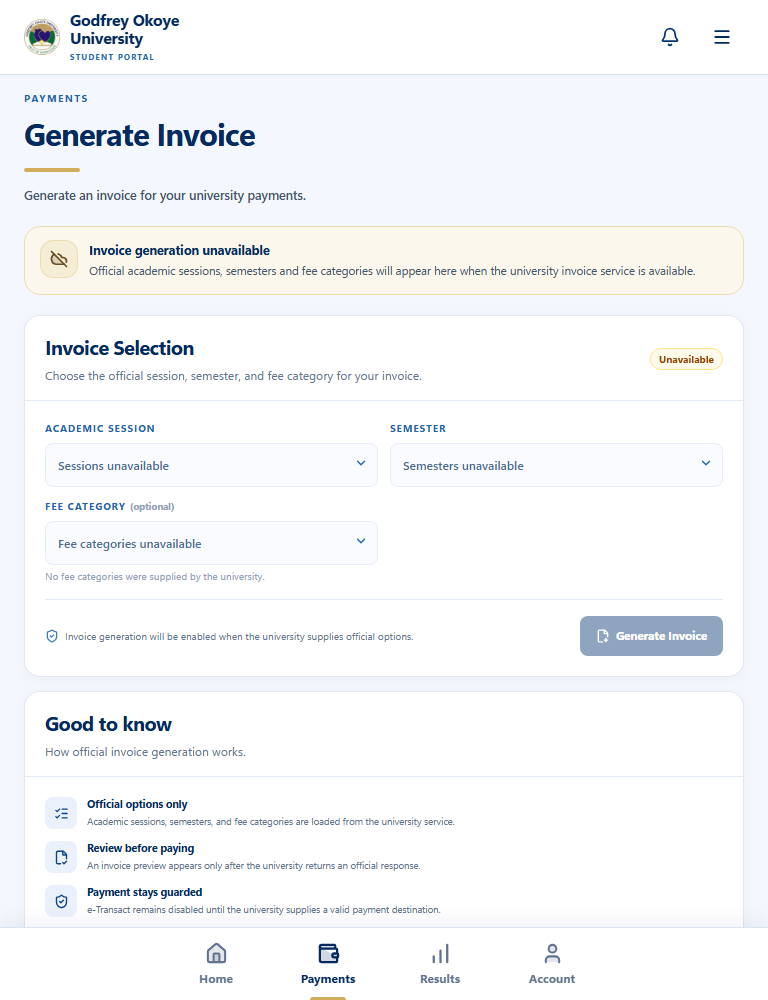 Godfrey Okoye
University
STUDENT PORTAL
PAYMENTS
Generate Invoice
Generate an invoice for your university payments.
Invoice generation unavailable
Official academic sessions, semesters and fee categories will appear here when the university invoice service is available.
Invoice Selection
Choose the official session, semester, and fee category for your invoice.
Unavailable
ACADEMIC SESSION
SEMESTER
Sessions unavailable
Semesters unavailable
FEE CATEGORY (optional)
Fee categories unavailable
No fee categories were supplied by the university.
Invoice generation will be enabled when the university supplies official options.
Generate Invoice
Good to know
How official invoice generation works.
Official options only
Academic sessions, semesters, and fee categories are loaded from the university service.
Review before paying
An invoice preview appears only after the university returns an official response.
Payment stays guarded
e-Transact remains disabled until the university supplies a valid payment destination.
Home
Payments
Results
Account